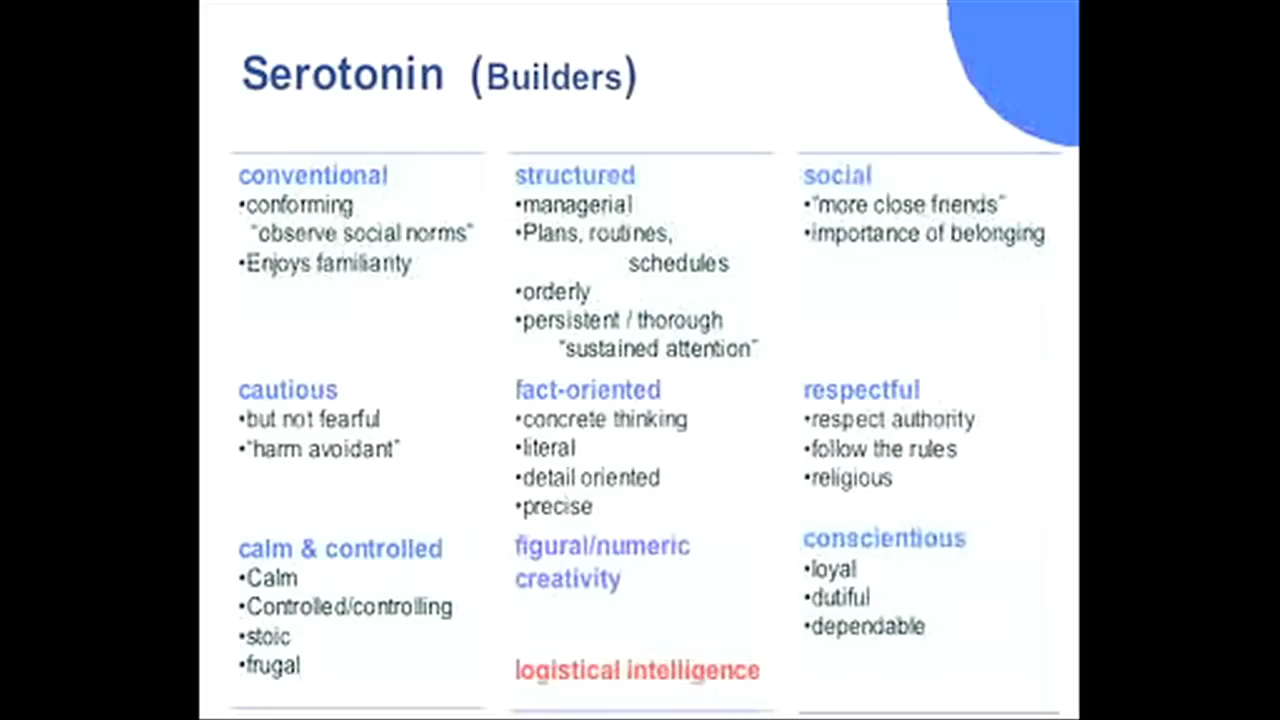 Serotonin (Builders)
conventional
•conforming
"observe social norms"
•Enjoys familiarity
cautious
•but not fearful
•"harm avoidant"
calm & controlled
•Calm
•Controlled/controlling
•stoic
•frugal
structured
•managerial
•Plans, routines,
schedules
•orderly
•persistent / thorough
"sustained attention"
fact-oriented
•concrete thinking
•literal
•detail oriented
•precise
figural/numeric
creativity
logistical intelligence
social
•"more close friends"
•importance of belonging
respectful
•respect authority
•follow the rules
•religious
conscientious
•loyal
•dutiful
•dependable